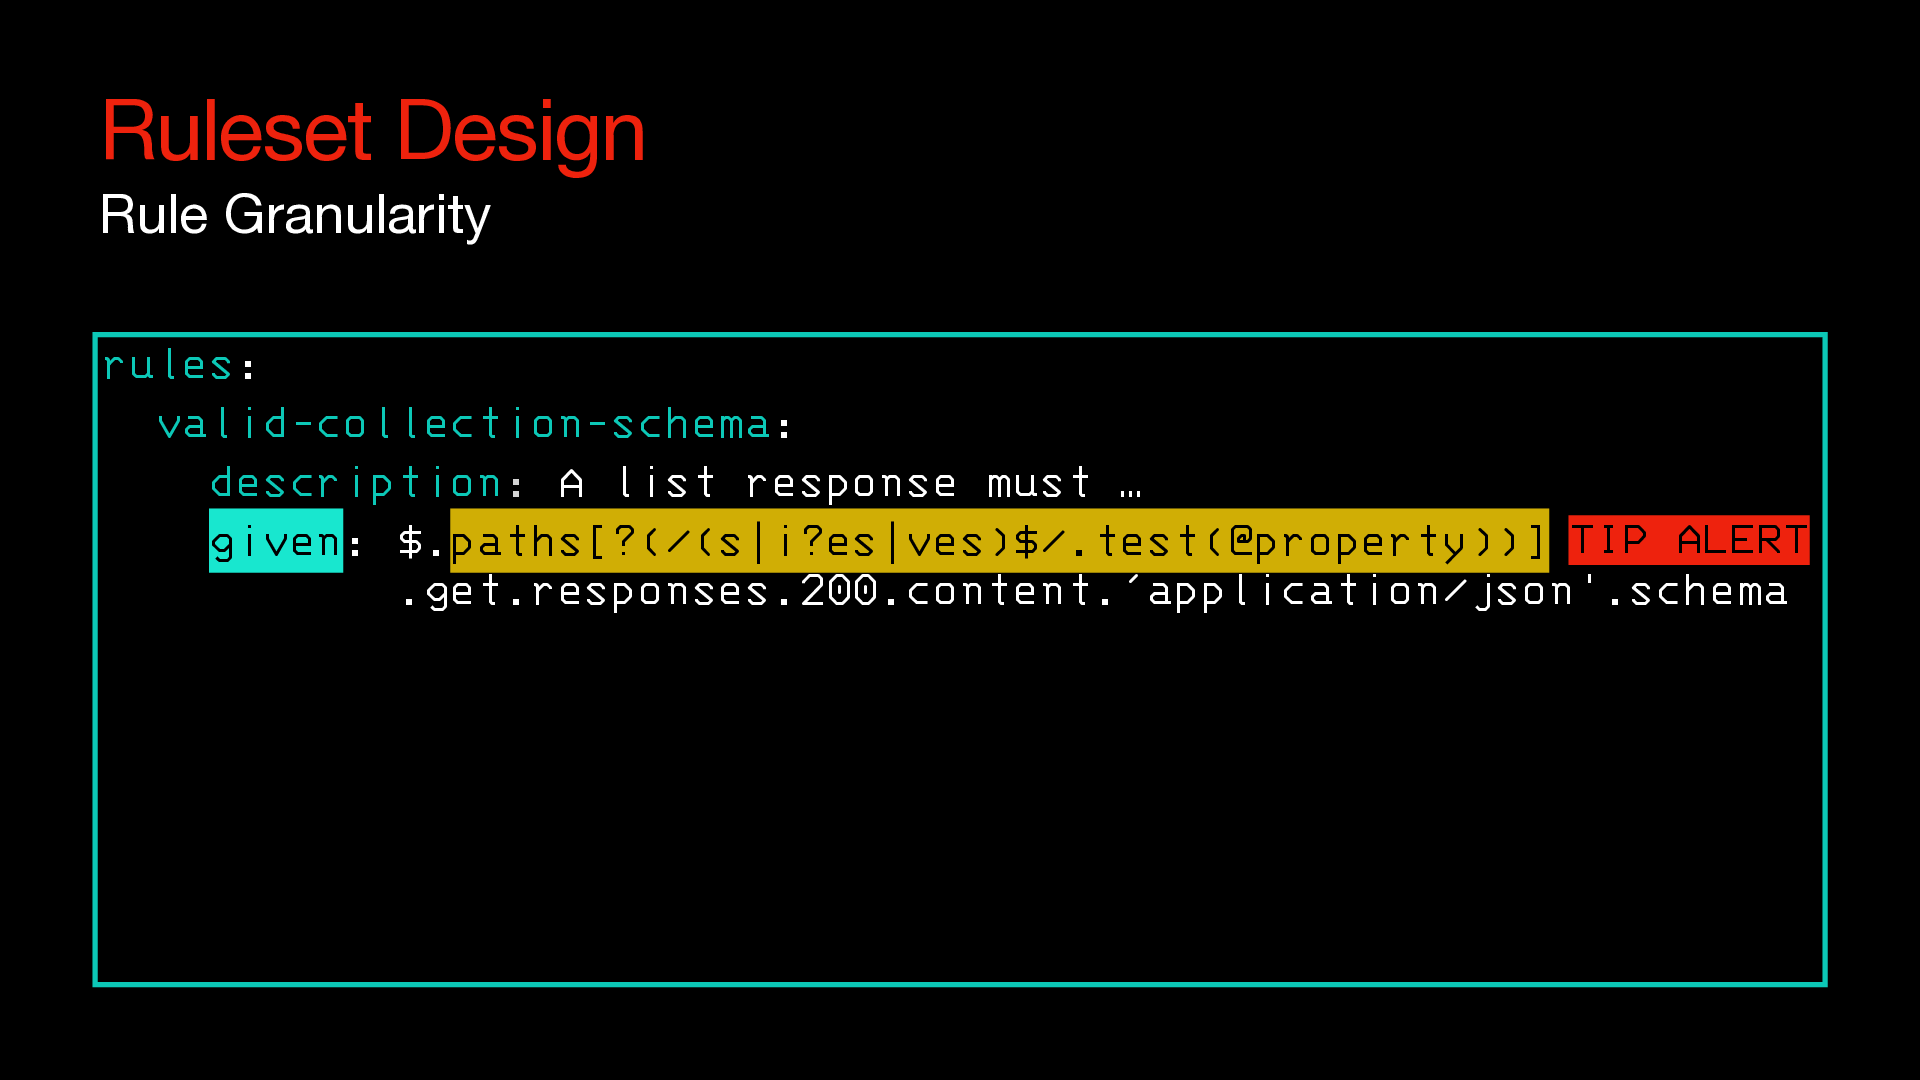 Ruleset Design
Rule Granularity
rules:
valid-collection-schema:
description: A list response must …
given: $.paths[?(/(s|i?es|ves)$/.test(@property))] TIP ALERT
.get.responses.200.content.´application/json'.schema